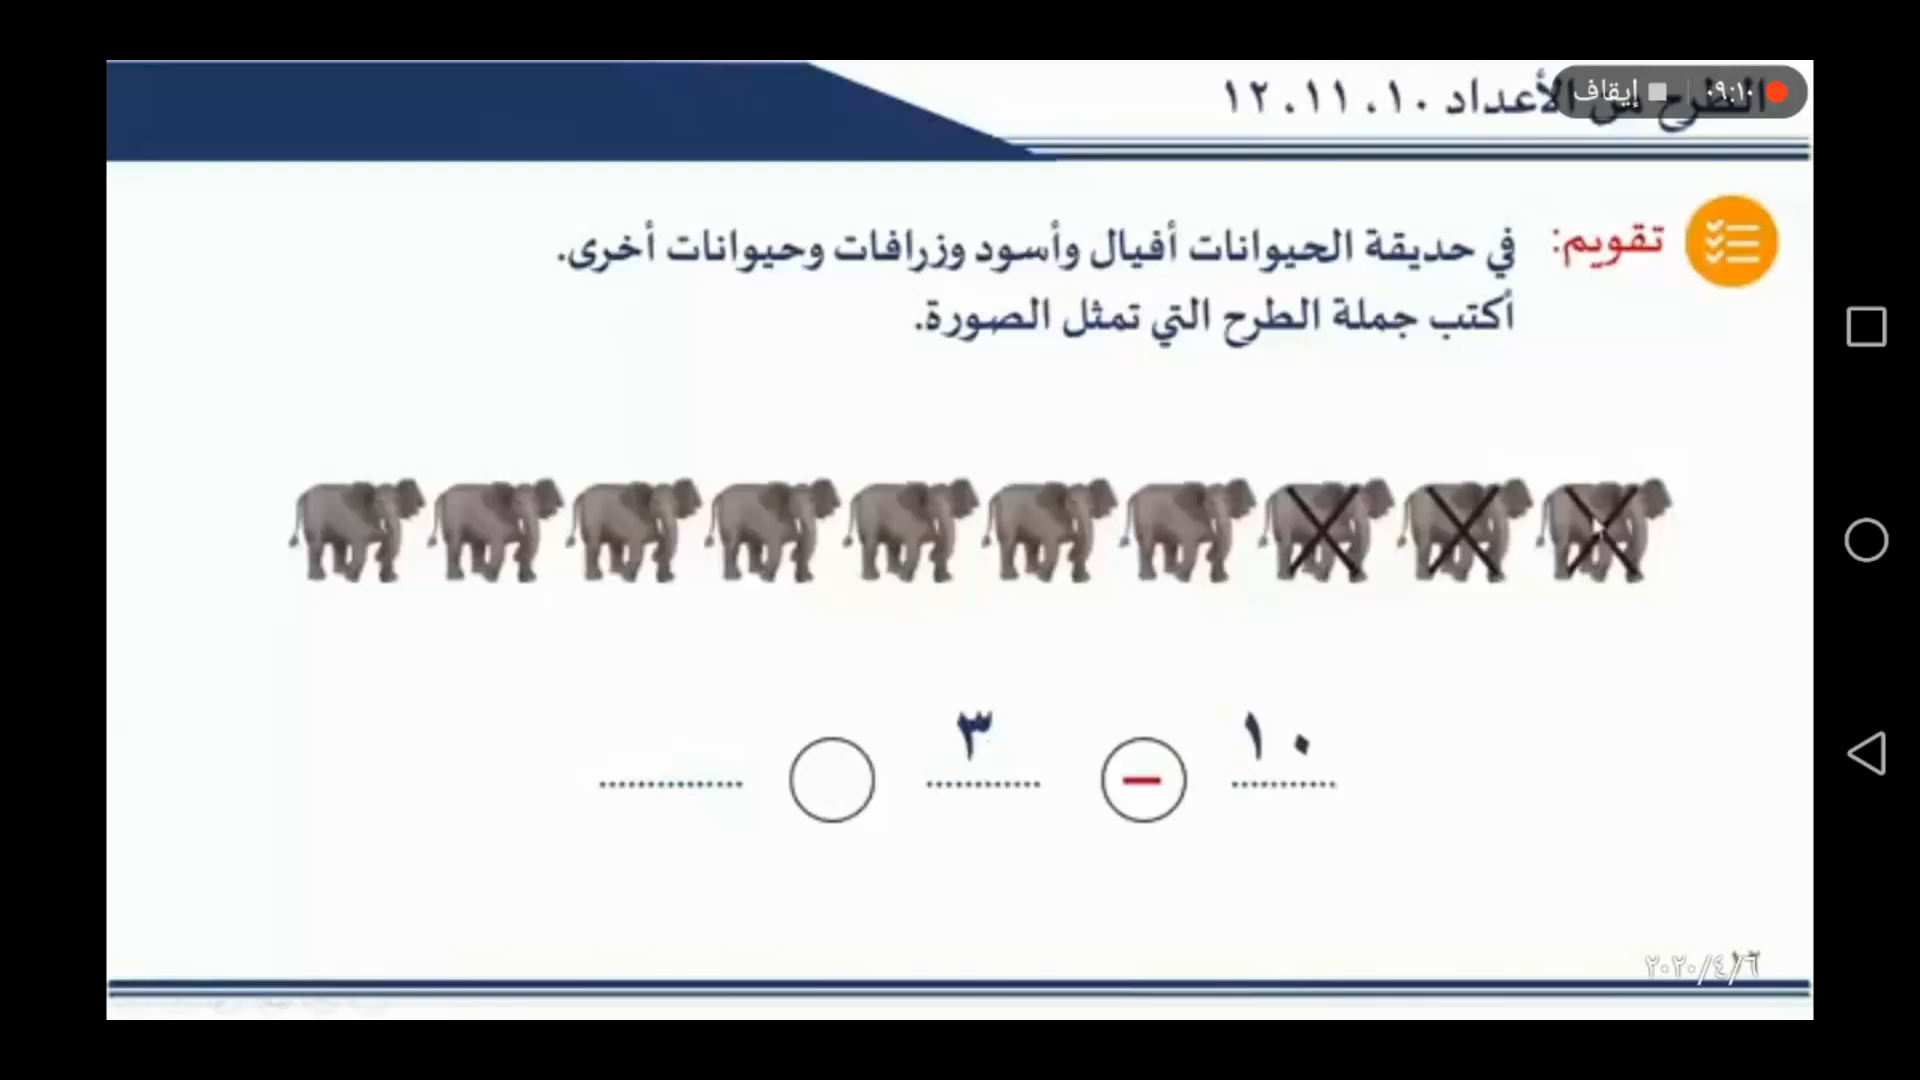 الطرح من الأعداد ١٠، ١١، ١٢
٠٩:١٠ إيقاف
تقويم: في حديقة الحيوانات أفيال وأسود وزرافات وحيوانات أخرى.
أكتب جملة الطرح التي تمثل الصورة.
١٠ − ٣
٢٠٢٠/٤/٦